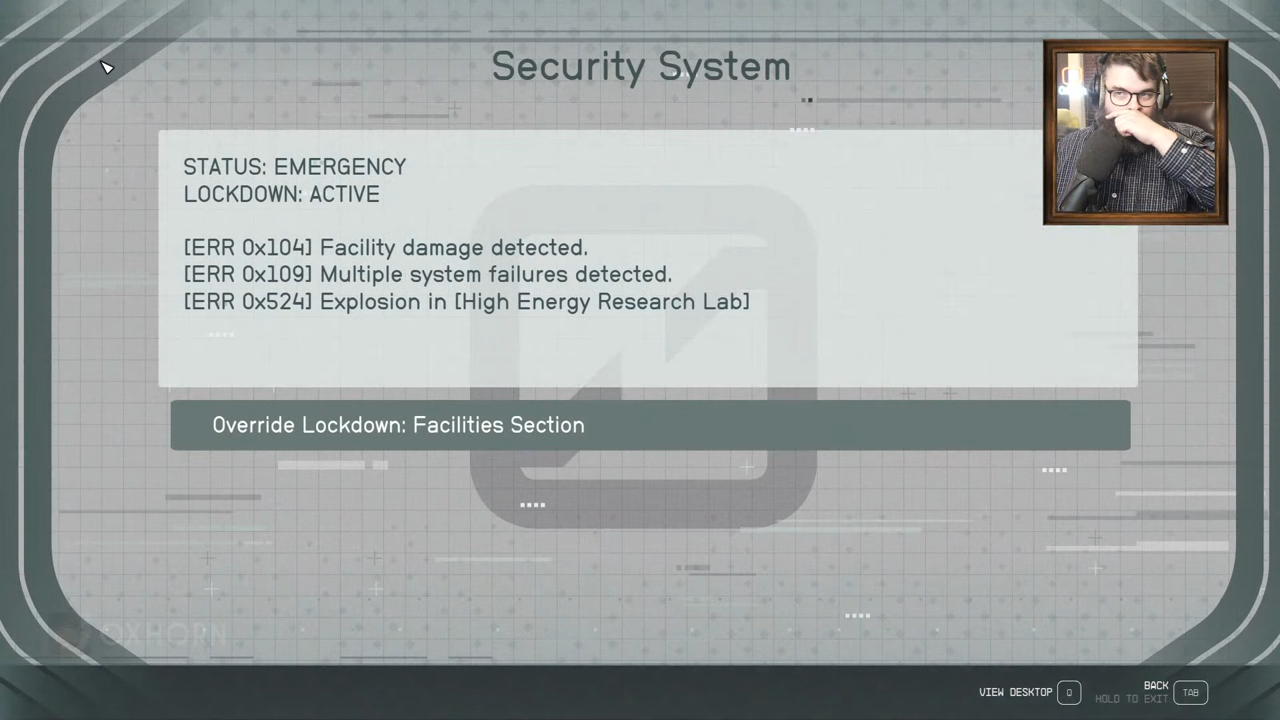 Security System
STATUS: EMERGENCY
LOCKDOWN: ACTIVE
[ERR 0x104] Facility damage detected.
[ERR 0x109] Multiple system failures detected.
[ERR 0x524] Explosion in [High Energy Research Lab]
Override Lockdown: Facilities Section
OXHORN
VIEW DESKTOP Q
BACK
HOLD TO EXIT TAB